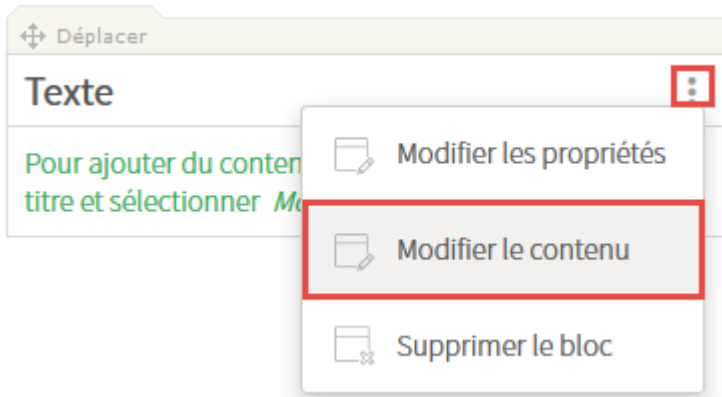 Déplacer
Texte
Pour ajouter du conten
titre et sélectionner
Modifier les propriétés
Modifier le contenu
Supprimer le bloc